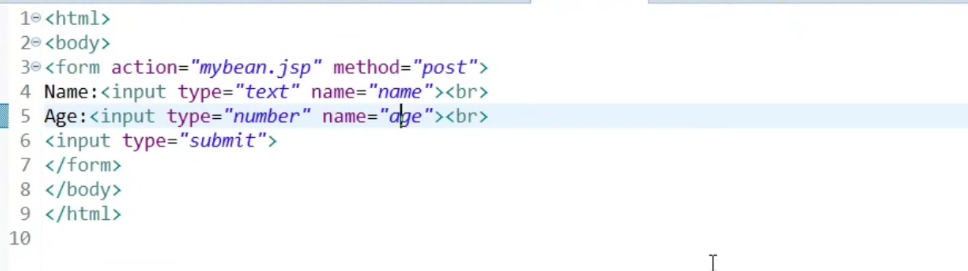 1 <html>
2 <body>
3 <form action="mybean.jsp" method="post">
4 Name:<input type="text" name="name"><br>
5 Age:<input type="number" name="age"><br>
6 <input type="submit">
7 </form>
8 </body>
9 </html>
10